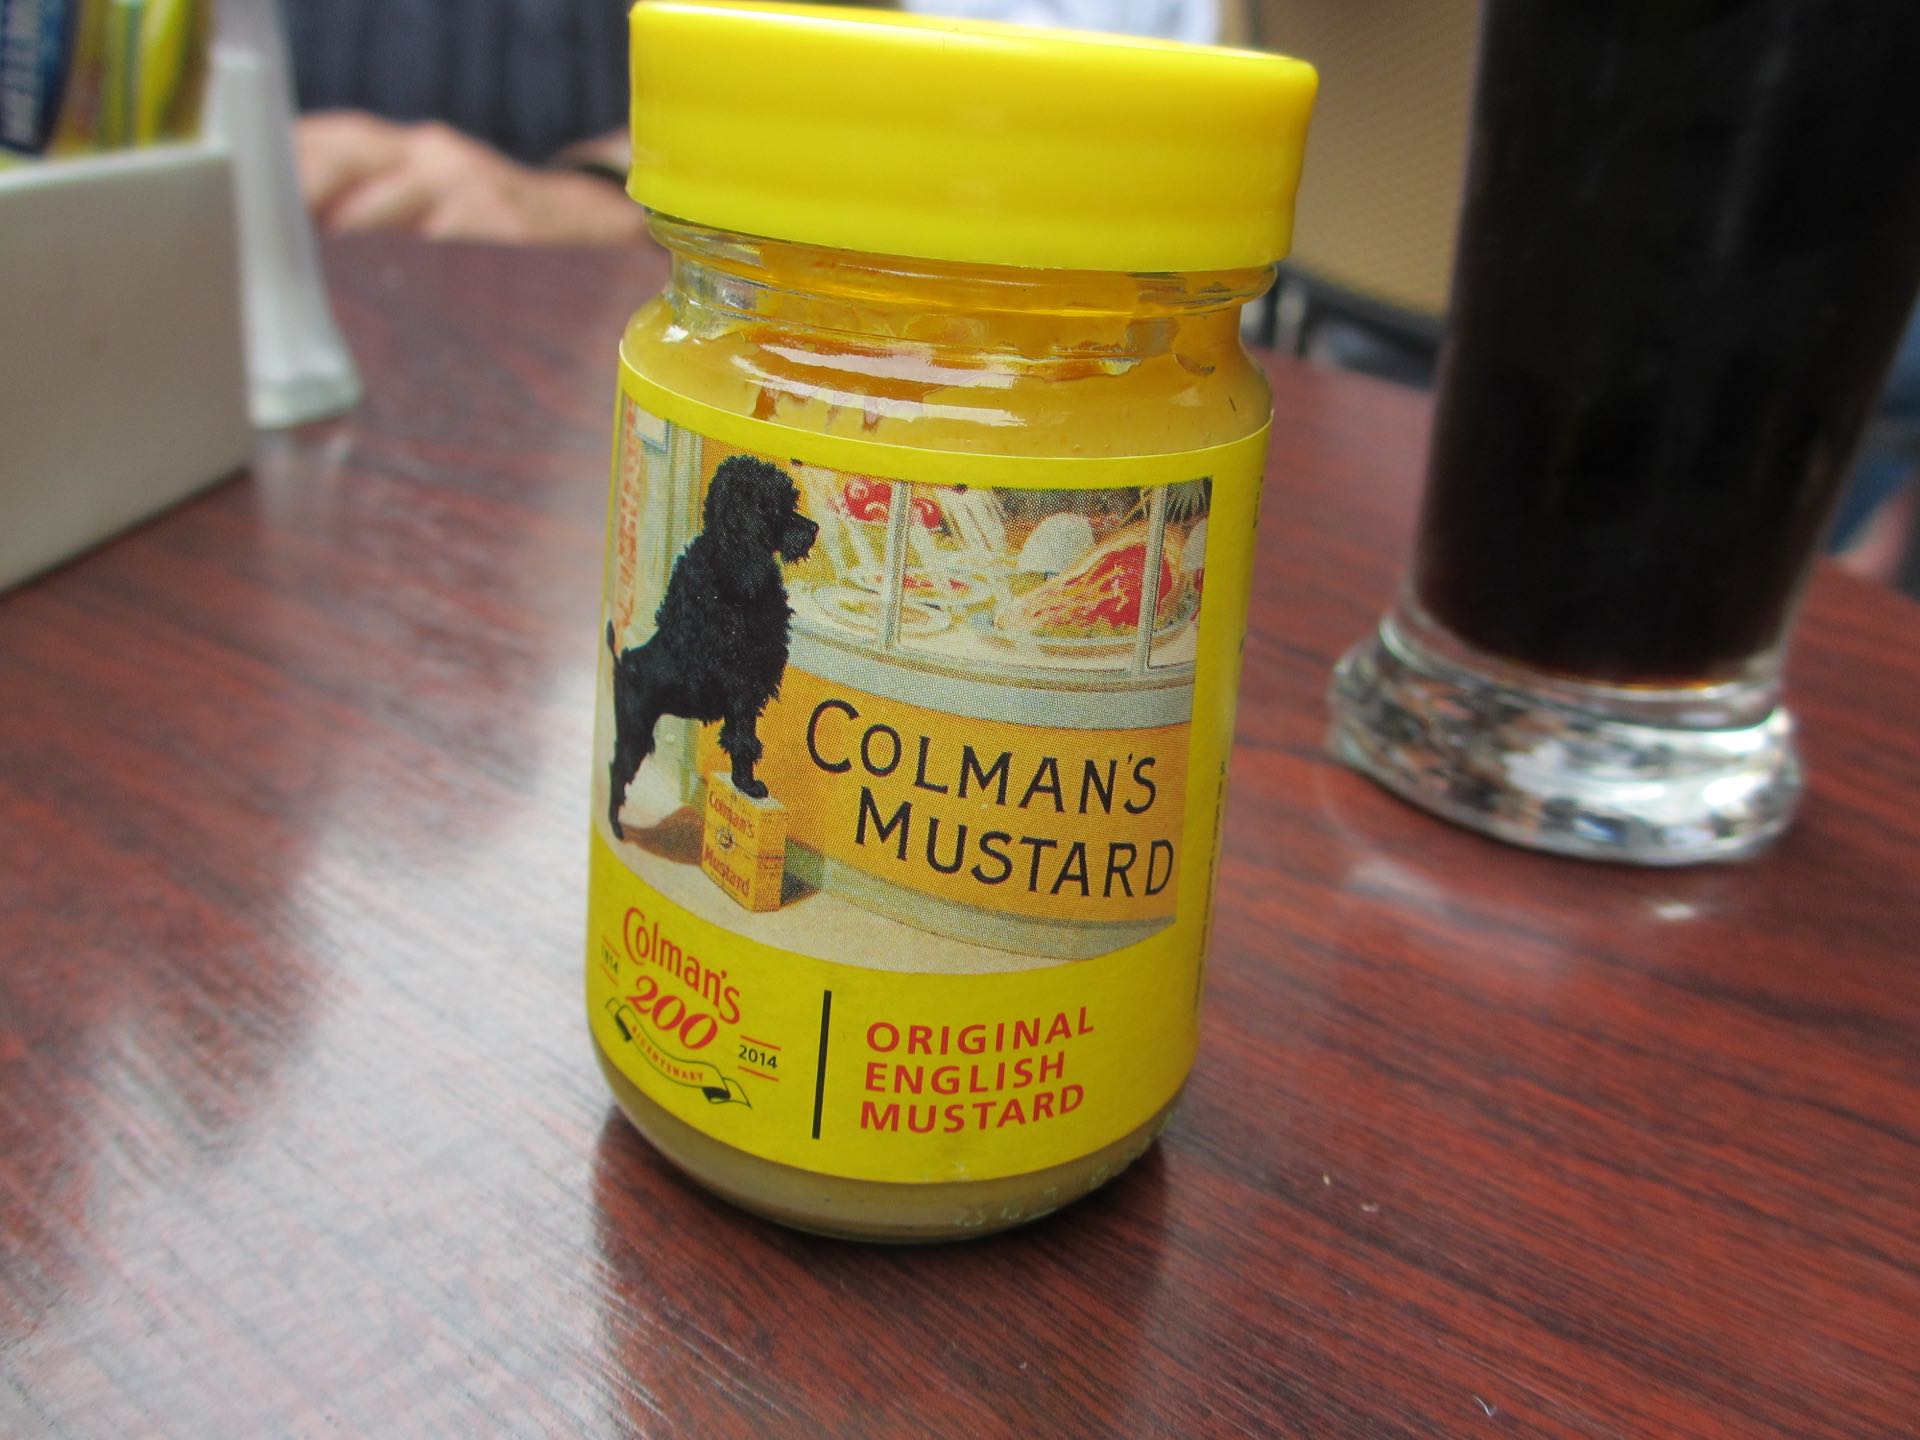 COLMAN'S
MUSTARD
Colman's
Mustard
Colman's
1814 200 2014
BICENTENARY
ORIGINAL
ENGLISH
MUSTARD